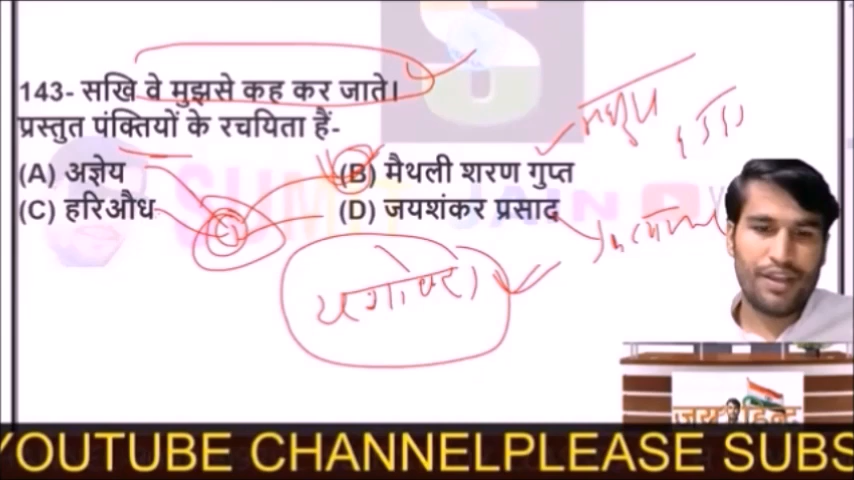 143- सखि वे मुझसे कह कर जाते।
प्रस्तुत पंक्तियों के रचयिता हैं-
(A) अज्ञेय
(B) मैथली शरण गुप्त
(C) हरिऔध
(D) जयशंकर प्रसाद
यशोधरा
जय हिन्द
YOUTUBE CHANNELPLEASE SUBS